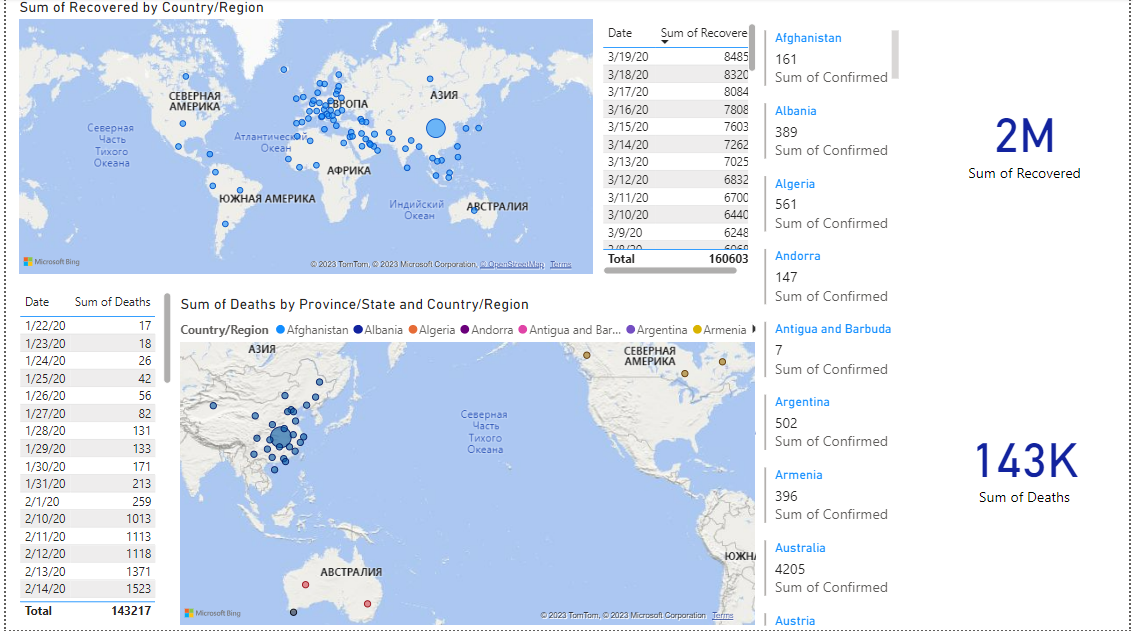 Sum of Recovered by Country/Region
СЕВЕРНАЯ
АМЕРИКА
ЕВРОПА
АЗИЯ
Северная
Часть
Тихого
Океана
Атлантический
Океан
АФРИКА
ЮЖНАЯ АМЕРИКА
Индийский
Океан
АВСТРАЛИЯ
Microsoft Bing
© 2023 TomTom, © 2023 Microsoft Corporation, © OpenStreetMap Terms
Date Sum of Recovere
3/19/20 8485
3/18/20 8320
3/17/20 8084
3/16/20 7808
3/15/20 7603
3/14/20 7262
3/13/20 7025
3/12/20 6832
3/11/20 6700
3/10/20 6440
3/9/20 6248
Total 160603
Afghanistan
161
Sum of Confirmed
Albania
389
Sum of Confirmed
Algeria
561
Sum of Confirmed
Andorra
147
Sum of Confirmed
Antigua and Barbuda
7
Sum of Confirmed
Argentina
502
Sum of Confirmed
Armenia
396
Sum of Confirmed
Australia
4205
Sum of Confirmed
Austria
2M
Sum of Recovered
143K
Sum of Deaths
Date Sum of Deaths
1/22/20 17
1/23/20 18
1/24/20 26
1/25/20 42
1/26/20 56
1/27/20 82
1/28/20 131
1/29/20 133
1/30/20 171
1/31/20 213
2/1/20 259
2/10/20 1013
2/11/20 1113
2/12/20 1118
2/13/20 1371
2/14/20 1523
Total 143217
Sum of Deaths by Province/State and Country/Region
Country/Region Afghanistan Albania Algeria Andorra Antigua and Bar... Argentina Armenia
АЗИЯ
СЕВЕРНАЯ
АМЕРИКА
Северная
Часть
Тихого
Океана
АВСТРАЛИЯ
ЮЖН
Microsoft Bing
© 2023 TomTom, © 2023 Microsoft Corporation Terms